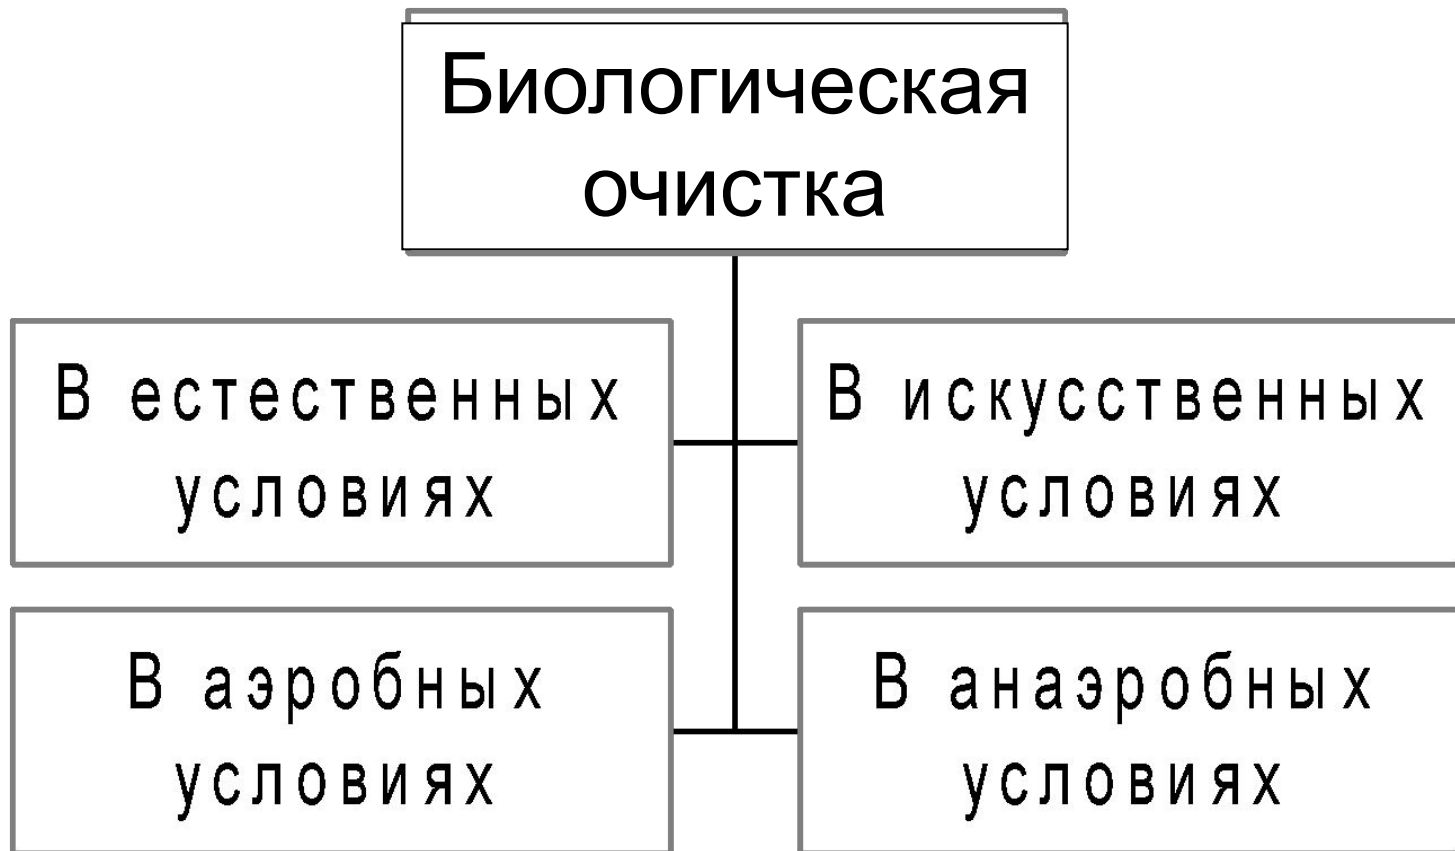 Биологическая
очистка
В естественных
условиях
В искусственных
условиях
В аэробных
условиях
В анаэробных
условиях